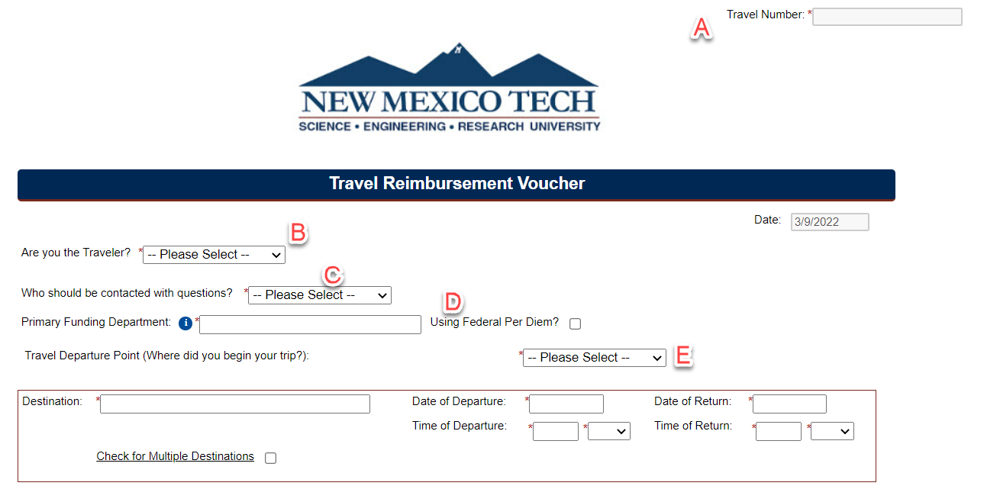 Travel Number: *
A
M
NEW MEXICO TECH
SCIENCE • ENGINEERING • RESEARCH UNIVERSITY
Travel Reimbursement Voucher
Date: 3/9/2022
B
Are you the Traveler? * -- Please Select --
C
Who should be contacted with questions? * -- Please Select --
D
Primary Funding Department: i * Using Federal Per Diem?
Travel Departure Point (Where did you begin your trip?): * -- Please Select -- E
Destination: * Date of Departure: * Date of Return: *
Time of Departure: * * Time of Return: * *
Check for Multiple Destinations